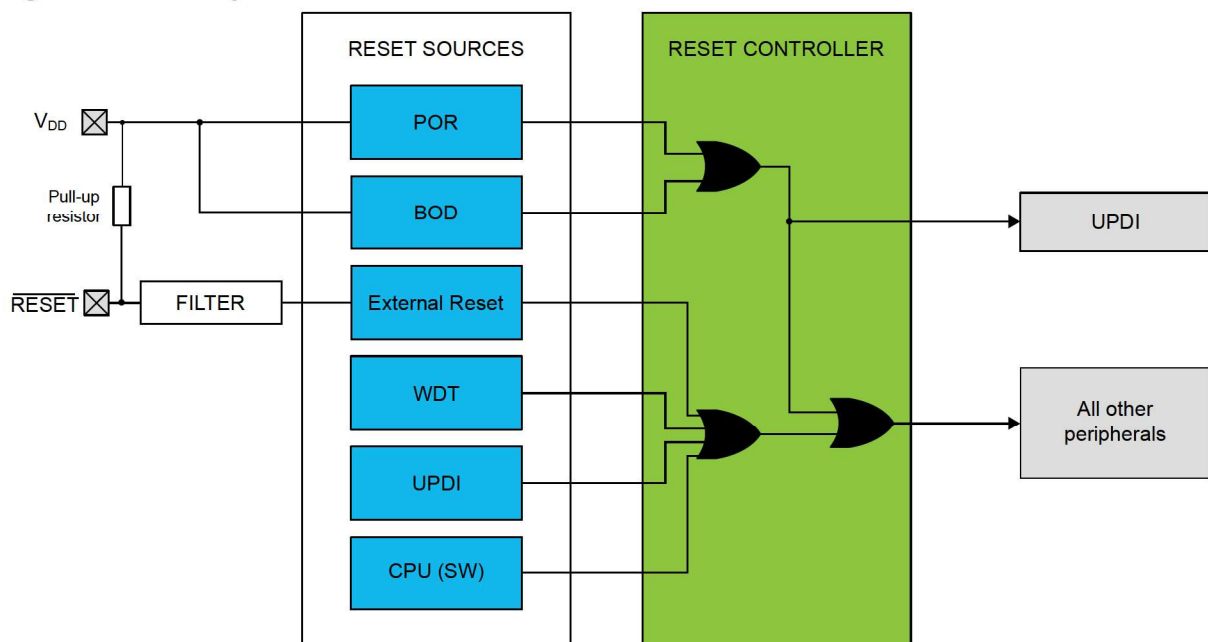 RESET SOURCES
RESET CONTROLLER
VDD
POR
Pull-up
resistor
BOD
UPDI
RESET
FILTER
External Reset
WDT
All other
peripherals
UPDI
CPU (SW)